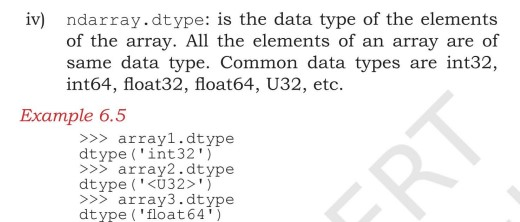 iv) ndarray.dtype: is the data type of the elements
of the array. All the elements of an array are of
same data type. Common data types are int32,
int64, float32, float64, U32, etc.
Example 6.5
>>> array1.dtype
dtype('int32')
>>> array2.dtype
dtype('<U32>')
>>> array3.dtype
dtype('float64')